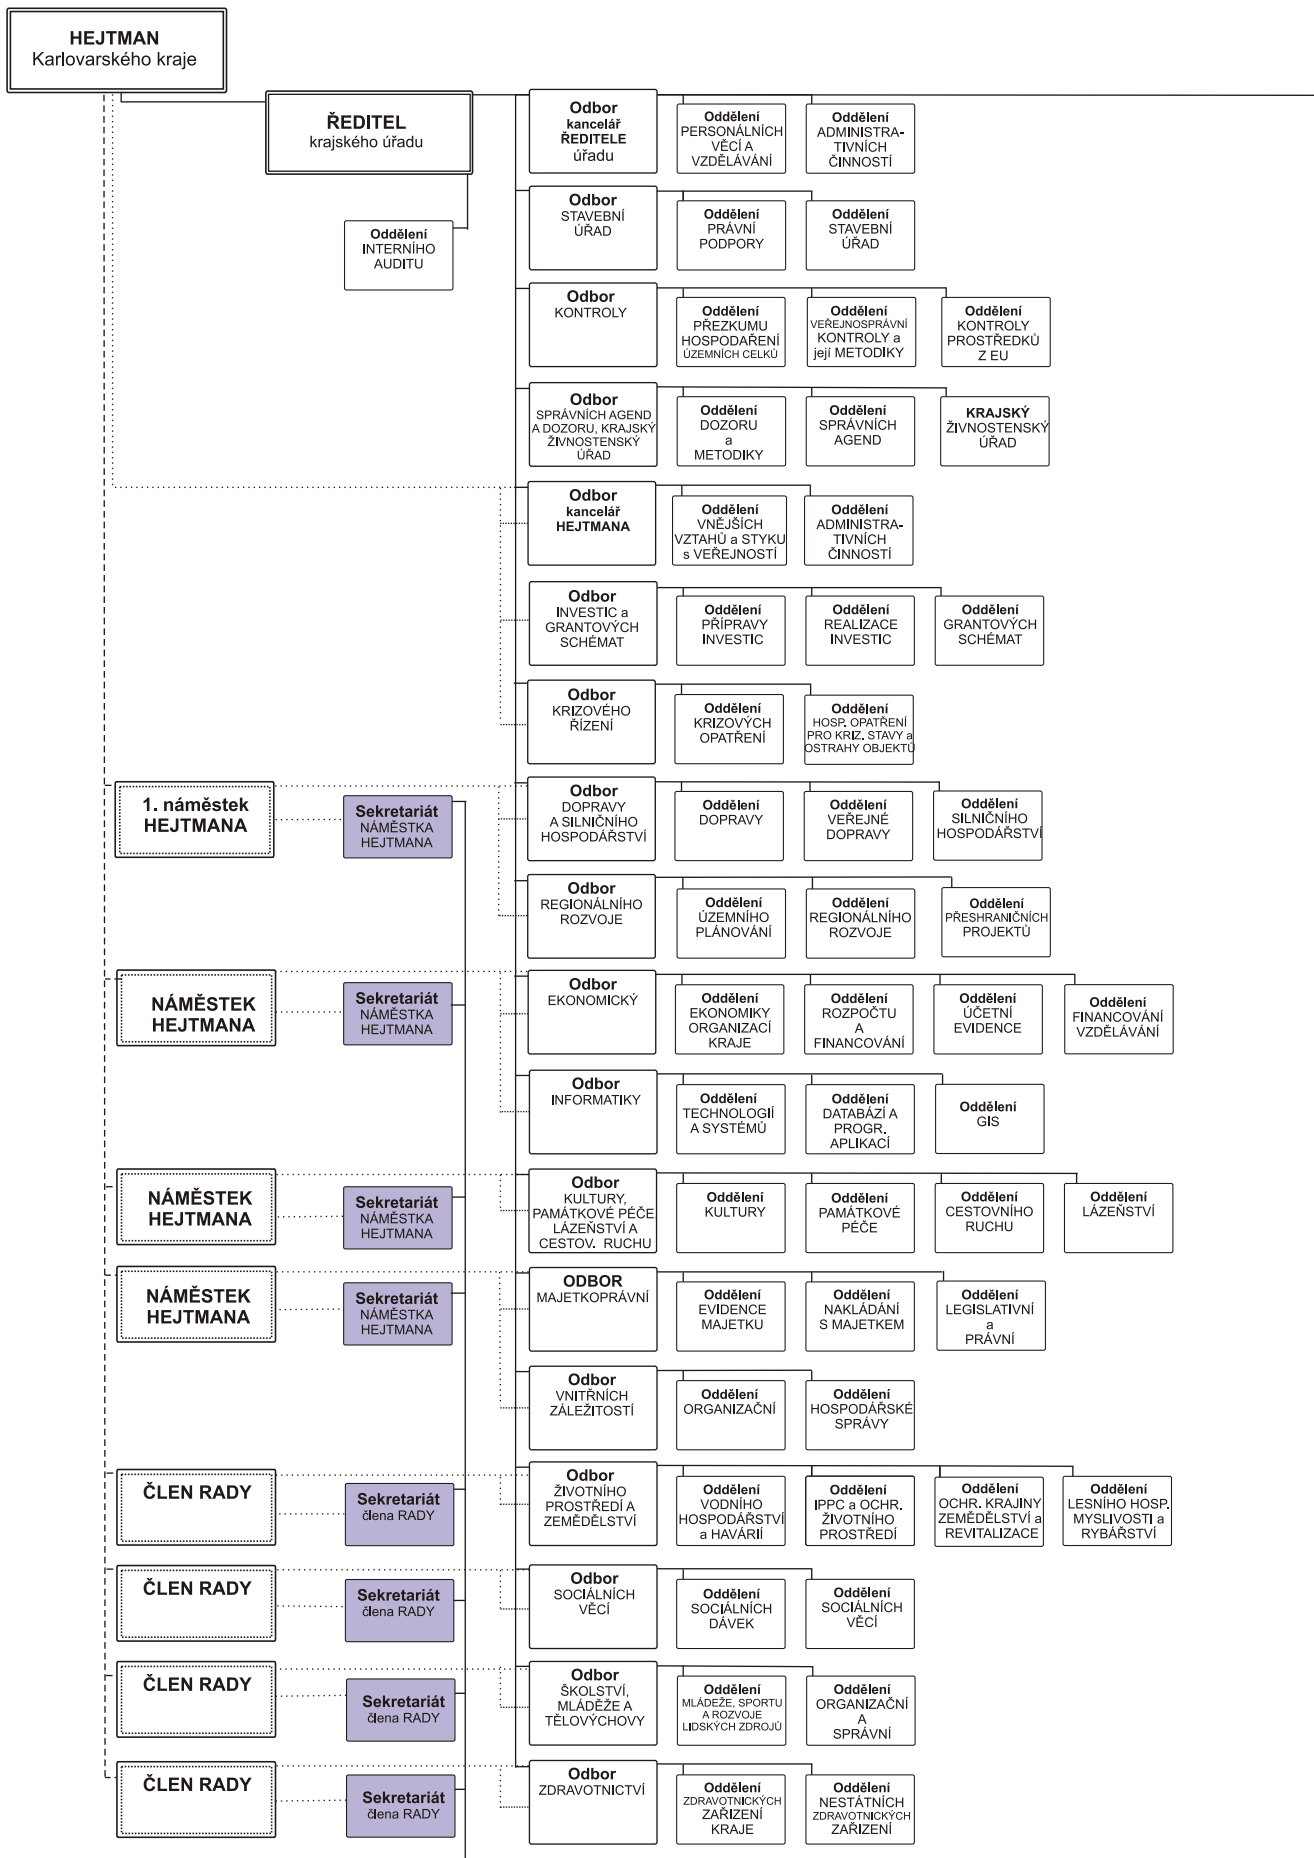 HEJTMAN
Karlovarského kraje
ŘEDITEL
krajského úřadu
Oddělení
INTERNÍHO
AUDITU
Odbor
kancelář
ŘEDITELE
úřadu
Oddělení
PERSONÁLNÍCH
VĚCÍ A
VZDĚLÁVÁNÍ
Oddělení
ADMINISTRA-
TIVNÍCH
ČINNOSTÍ
Odbor
STAVEBNÍ
ÚŘAD
Oddělení
PRÁVNÍ
PODPORY
Oddělení
STAVEBNÍ
ÚŘAD
Odbor
KONTROLY
Oddělení
PŘEZKUMU
HOSPODAŘENÍ
ÚZEMNÍCH CELKŮ
Oddělení
VEŘEJNOSPRÁVNÍ
KONTROLY a
její METODIKY
Oddělení
KONTROLY
PROSTŘEDKŮ
Z EU
Odbor
SPRÁVNÍCH AGEND
A DOZORU, KRAJSKÝ
ŽIVNOSTENSKÝ
ÚŘAD
Oddělení
DOZORU
a
METODIKY
Oddělení
SPRÁVNÍCH
AGEND
KRAJSKÝ
ŽIVNOSTENSKÝ
ÚŘAD
Odbor
kancelář
HEJTMANA
Oddělení
VNĚJŠÍCH
VZTAHŮ a STYKU
s VEŘEJNOSTÍ
Oddělení
ADMINISTRA-
TIVNÍCH
ČINNOSTÍ
Odbor
INVESTIC a
GRANTOVÝCH
SCHÉMAT
Oddělení
PŘÍPRAVY
INVESTIC
Oddělení
REALIZACE
INVESTIC
Oddělení
GRANTOVÝCH
SCHÉMAT
Odbor
KRIZOVÉHO
ŘÍZENÍ
Oddělení
KRIZOVÝCH
OPATŘENÍ
Oddělení
HOSP. OPATŘENÍ
PRO KRIZ. STAVY a
OSTRAHY OBJEKTŮ
1. náměstek
HEJTMANA
Sekretariát
NÁMĚSTKA
HEJTMANA
Odbor
DOPRAVY
A SILNIČNÍHO
HOSPODÁŘSTVÍ
Oddělení
DOPRAVY
Oddělení
VEŘEJNÉ
DOPRAVY
Oddělení
SILNIČNÍHO
HOSPODÁŘSTVÍ
Odbor
REGIONÁLNÍHO
ROZVOJE
Oddělení
ÚZEMNÍHO
PLÁNOVÁNÍ
Oddělení
REGIONÁLNÍHO
ROZVOJE
Oddělení
PŘESHRANIČNÍCH
PROJEKTŮ
NÁMĚSTEK
HEJTMANA
Sekretariát
NÁMĚSTKA
HEJTMANA
Odbor
EKONOMICKÝ
Oddělení
EKONOMIKY
ORGANIZACÍ
KRAJE
Oddělení
ROZPOČTU
A
FINANCOVÁNÍ
Oddělení
ÚČETNÍ
EVIDENCE
Oddělení
FINANCOVÁNÍ
VZDĚLÁVÁNÍ
Odbor
INFORMATIKY
Oddělení
TECHNOLOGIÍ
A SYSTÉMŮ
Oddělení
DATABÁZÍ A
PROGR.
APLIKACÍ
Oddělení
GIS
NÁMĚSTEK
HEJTMANA
Sekretariát
NÁMĚSTKA
HEJTMANA
Odbor
KULTURY,
PAMÁTKOVÉ PÉČE
LÁZEŇSTVÍ A
CESTOV. RUCHU
Oddělení
KULTURY
Oddělení
PAMÁTKOVÉ
PÉČE
Oddělení
CESTOVNÍHO
RUCHU
Oddělení
LÁZEŇSTVÍ
NÁMĚSTEK
HEJTMANA
Sekretariát
NÁMĚSTKA
HEJTMANA
ODBOR
MAJETKOPRÁVNÍ
Oddělení
EVIDENCE
MAJETKU
Oddělení
NAKLÁDÁNÍ
S MAJETKEM
Oddělení
LEGISLATIVNÍ
a
PRÁVNÍ
Odbor
VNITŘNÍCH
ZÁLEŽITOSTÍ
Oddělení
ORGANIZAČNÍ
Oddělení
HOSPODÁŘSKÉ
SPRÁVY
ČLEN RADY
Sekretariát
člena RADY
Odbor
ŽIVOTNÍHO
PROSTŘEDÍ A
ZEMĚDĚLSTVÍ
Oddělení
VODNÍHO
HOSPODÁŘSTVÍ
a HAVÁRIÍ
Oddělení
IPPC a OCHR.
ŽIVOTNÍHO
PROSTŘEDÍ
Oddělení
OCHR. KRAJINY
ZEMĚDĚLSTVÍ a
REVITALIZACE
Oddělení
LESNÍHO HOSP.
MYSLIVOSTI a
RYBÁŘSTVÍ
ČLEN RADY
Sekretariát
člena RADY
Odbor
SOCIÁLNÍCH
VĚCÍ
Oddělení
SOCIÁLNÍCH
DÁVEK
Oddělení
SOCIÁLNÍCH
VĚCÍ
ČLEN RADY
Sekretariát
člena RADY
Odbor
ŠKOLSTVÍ,
MLÁDĚŽE A
TĚLOVÝCHOVY
Oddělení
MLÁDEŽE, SPORTU
A ROZVOJE
LIDSKÝCH ZDROJŮ
Oddělení
ORGANIZAČNÍ
A
SPRÁVNÍ
ČLEN RADY
Sekretariát
člena RADY
Odbor
ZDRAVOTNICTVÍ
Oddělení
ZDRAVOTNICKÝCH
ZAŘÍZENÍ
KRAJE
Oddělení
NESTÁTNÍCH
ZDRAVOTNICKÝCH
ZAŘÍZENÍ